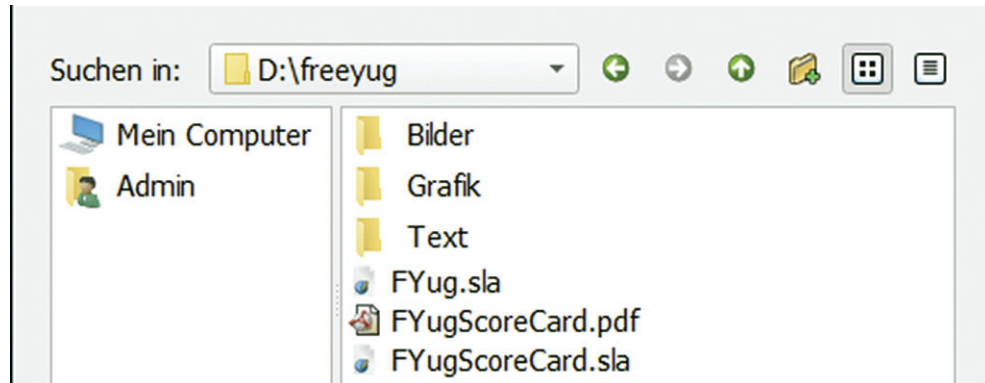 Suchen in: D:\freeyug
Mein Computer
Admin
Bilder
Grafik
Text
FYug.sla
FYugScoreCard.pdf
FYugScoreCard.sla